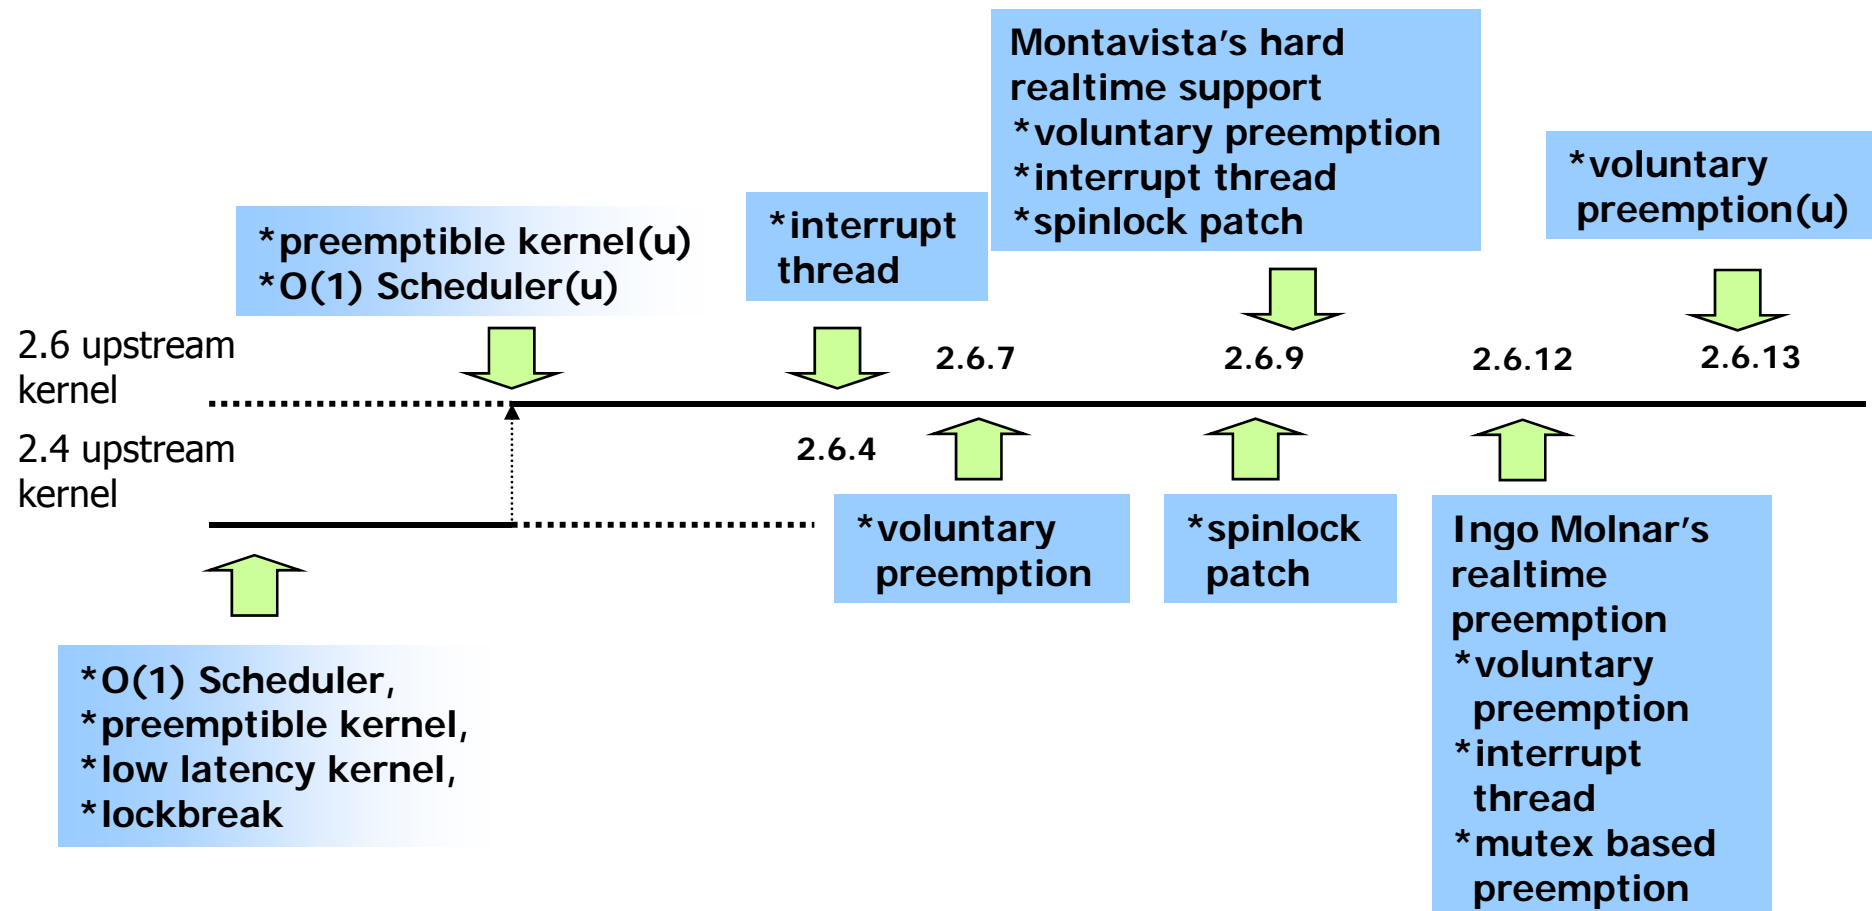 Montavista’s hard
realtime support
*voluntary preemption
*interrupt thread
*spinlock patch
*voluntary
preemption(u)
*preemptible kernel(u)
*O(1) Scheduler(u)
*interrupt
thread
2.6 upstream
kernel
2.6.7
2.6.9
2.6.12
2.6.13
2.4 upstream
kernel
2.6.4
*voluntary
preemption
*spinlock
patch
Ingo Molnar’s
realtime
preemption
*voluntary
preemption
*interrupt
thread
*mutex based
preemption
*O(1) Scheduler,
*preemptible kernel,
*low latency kernel,
*lockbreak